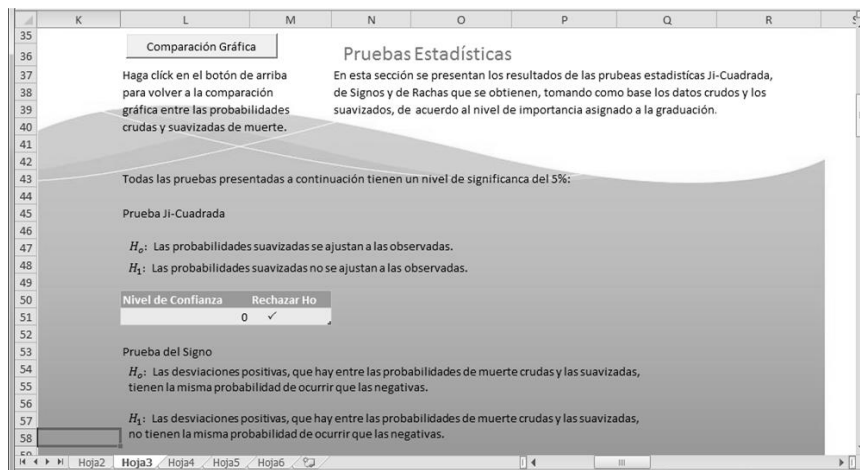 K L M N O P Q R
35
36 Comparación Gráfica Pruebas Estadísticas
37 Haga clíck en el botón de arriba En esta sección se presentan los resultados de las prubeas estadistícas Ji-Cuadrada,
38 para volver a la comparación de Signos y de Rachas que se obtienen, tomando como base los datos crudos y los
39 gráfica entre las probabilidades suavizados, de acuerdo al nivel de importancia asignado a la graduación.
40 crudas y suavizadas de muerte.
41
42
43 Todas las pruebas presentadas a continuación tienen un nivel de significanca del 5%:
44
45 Prueba Ji-Cuadrada
46
47 Ho: Las probabilidades suavizadas se ajustan a las observadas.
48 H1: Las probabilidades suavizadas no se ajustan a las observadas.
49
50 Nivel de Confianza Rechazar Ho
51 0 ✓
52
53 Prueba del Signo
54 Ho: Las desviaciones positivas, que hay entre las probabilidades de muerte crudas y las suavizadas,
55 tienen la misma probabilidad de ocurrir que las negativas.
56
57 H1: Las desviaciones positivas, que hay entre las probabilidades de muerte crudas y las suavizadas,
58 no tienen la misma probabilidad de ocurrir que las negativas.
Hoja2 Hoja3 Hoja4 Hoja5 Hoja6